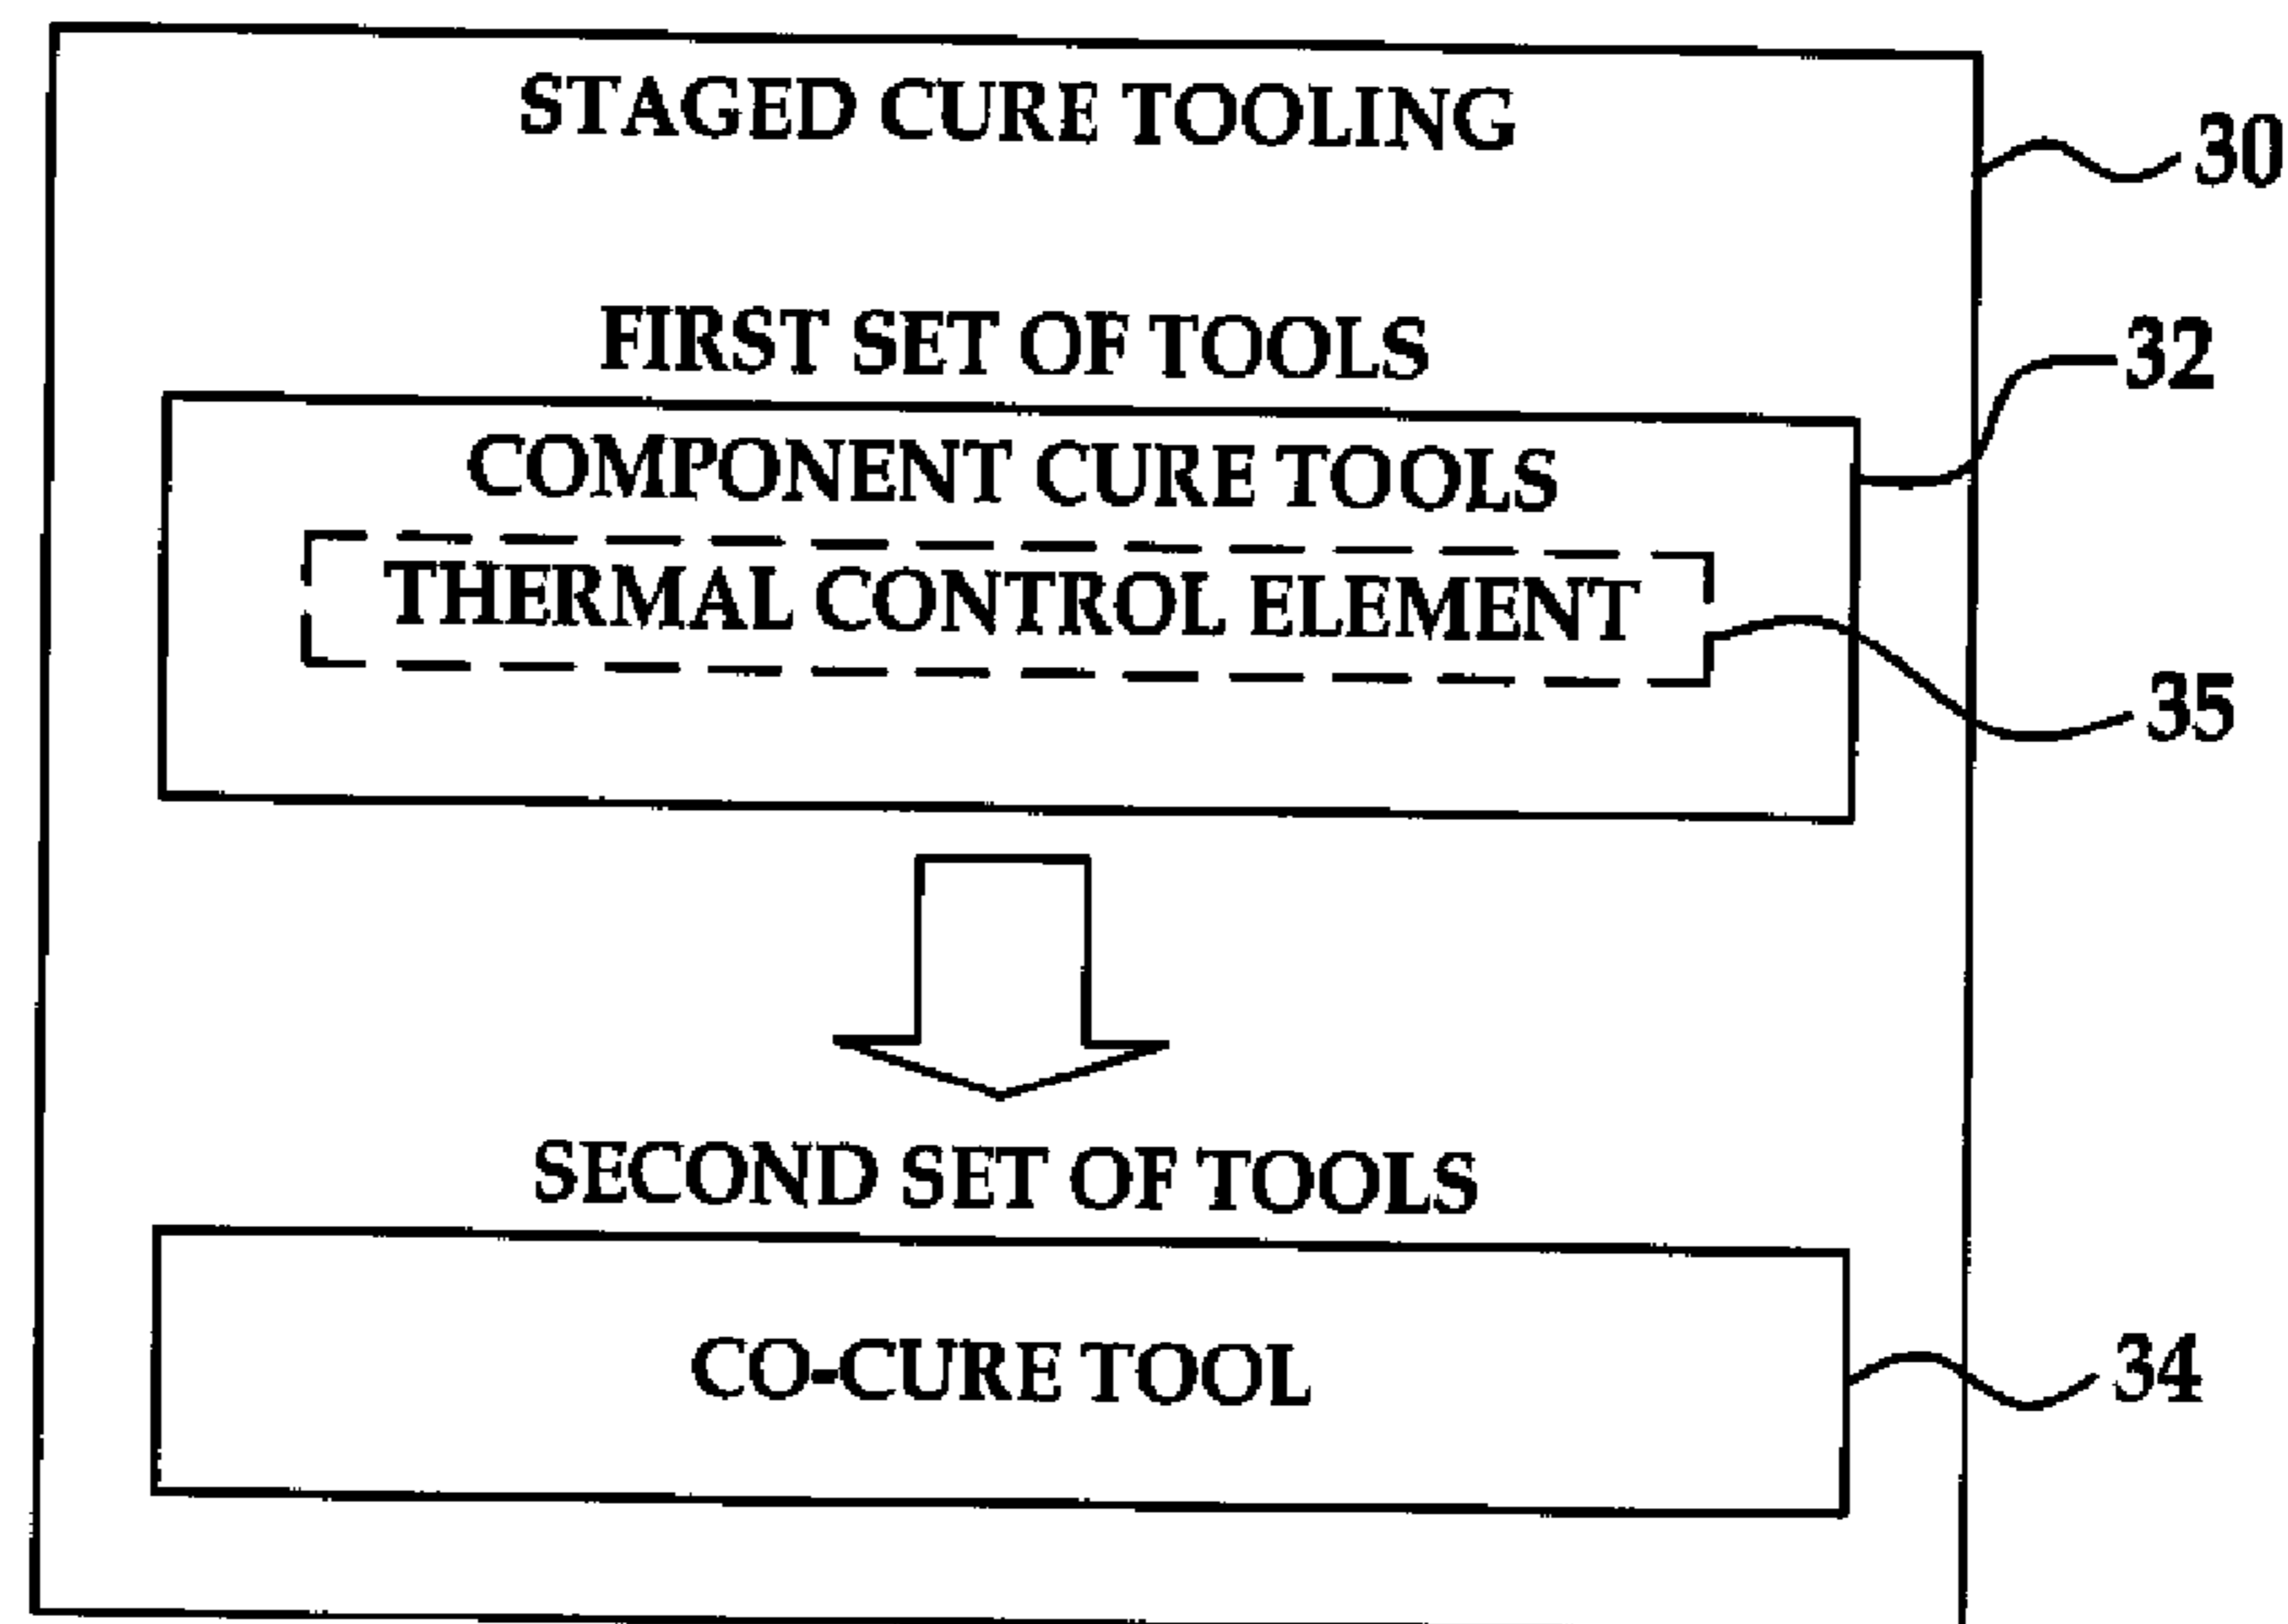 STAGED CURE TOOLING
30
FIRST SET OF TOOLS
32
COMPONENT CURE TOOLS
THERMAL CONTROL ELEMENT
35
SECOND SET OF TOOLS
CO-CURE TOOL
34